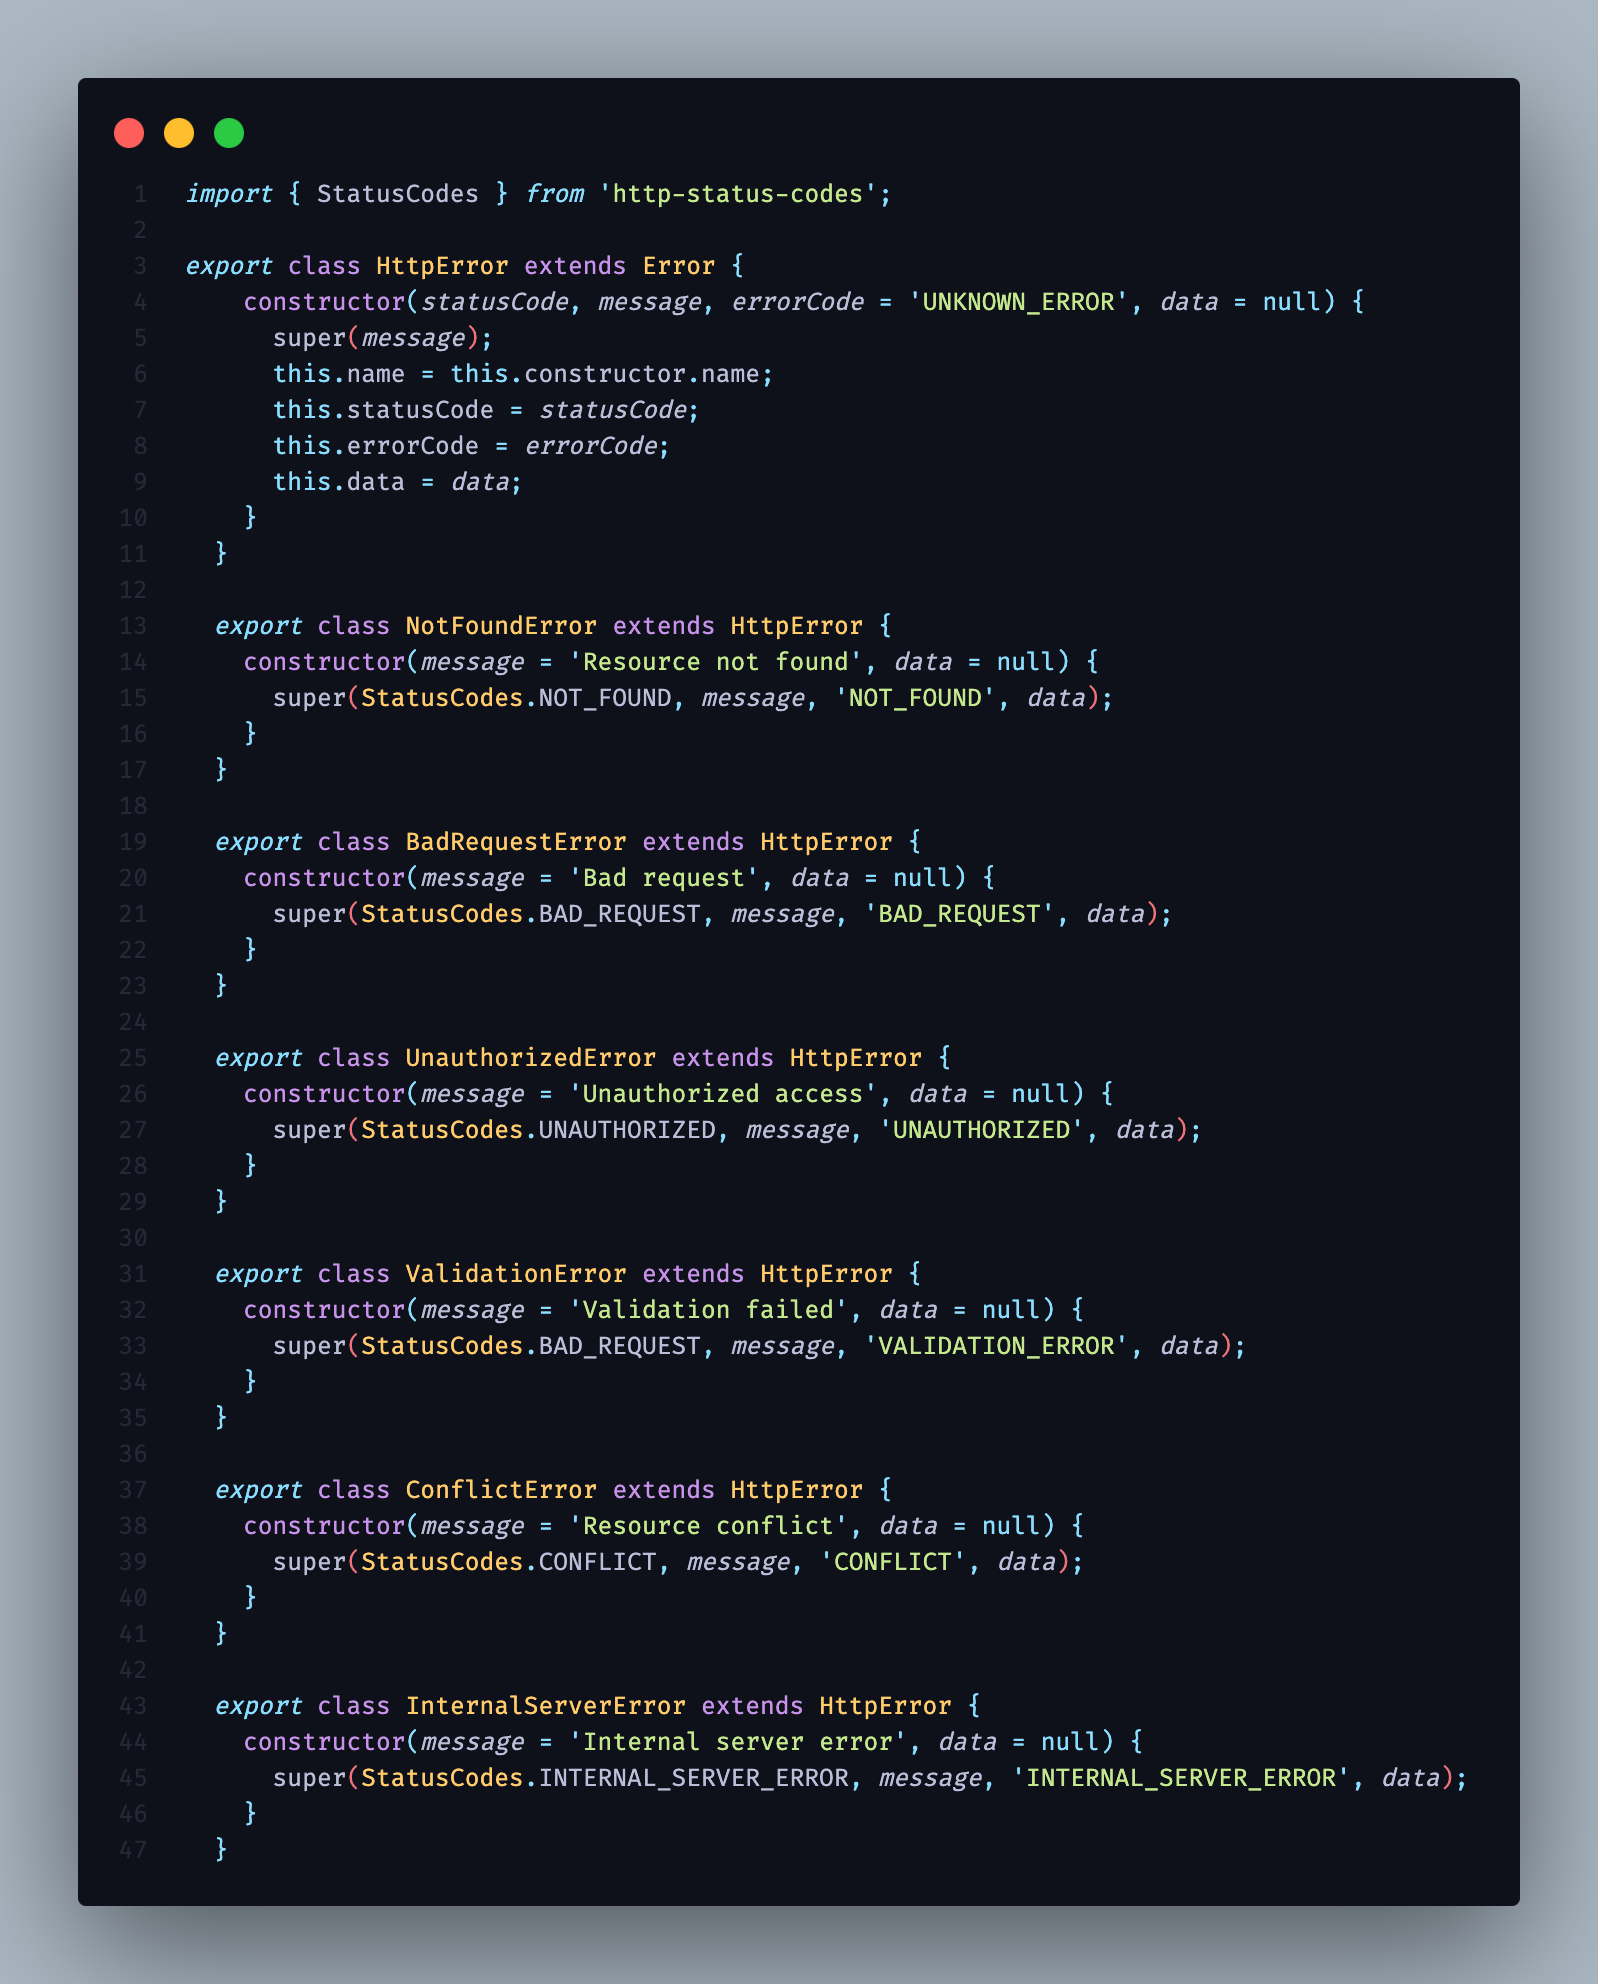 1 import { StatusCodes } from 'http-status-codes';
2
3 export class HttpError extends Error {
4     constructor(statusCode, message, errorCode = 'UNKNOWN_ERROR', data = null) {
5       super(message);
6       this.name = this.constructor.name;
7       this.statusCode = statusCode;
8       this.errorCode = errorCode;
9       this.data = data;
10     }
11   }
12
13   export class NotFoundError extends HttpError {
14     constructor(message = 'Resource not found', data = null) {
15       super(StatusCodes.NOT_FOUND, message, 'NOT_FOUND', data);
16     }
17   }
18
19   export class BadRequestError extends HttpError {
20     constructor(message = 'Bad request', data = null) {
21       super(StatusCodes.BAD_REQUEST, message, 'BAD_REQUEST', data);
22     }
23   }
24
25   export class UnauthorizedError extends HttpError {
26     constructor(message = 'Unauthorized access', data = null) {
27       super(StatusCodes.UNAUTHORIZED, message, 'UNAUTHORIZED', data);
28     }
29   }
30
31   export class ValidationError extends HttpError {
32     constructor(message = 'Validation failed', data = null) {
33       super(StatusCodes.BAD_REQUEST, message, 'VALIDATION_ERROR', data);
34     }
35   }
36
37   export class ConflictError extends HttpError {
38     constructor(message = 'Resource conflict', data = null) {
39       super(StatusCodes.CONFLICT, message, 'CONFLICT', data);
40     }
41   }
42
43   export class InternalServerError extends HttpError {
44     constructor(message = 'Internal server error', data = null) {
45       super(StatusCodes.INTERNAL_SERVER_ERROR, message, 'INTERNAL_SERVER_ERROR', data);
46     }
47   }